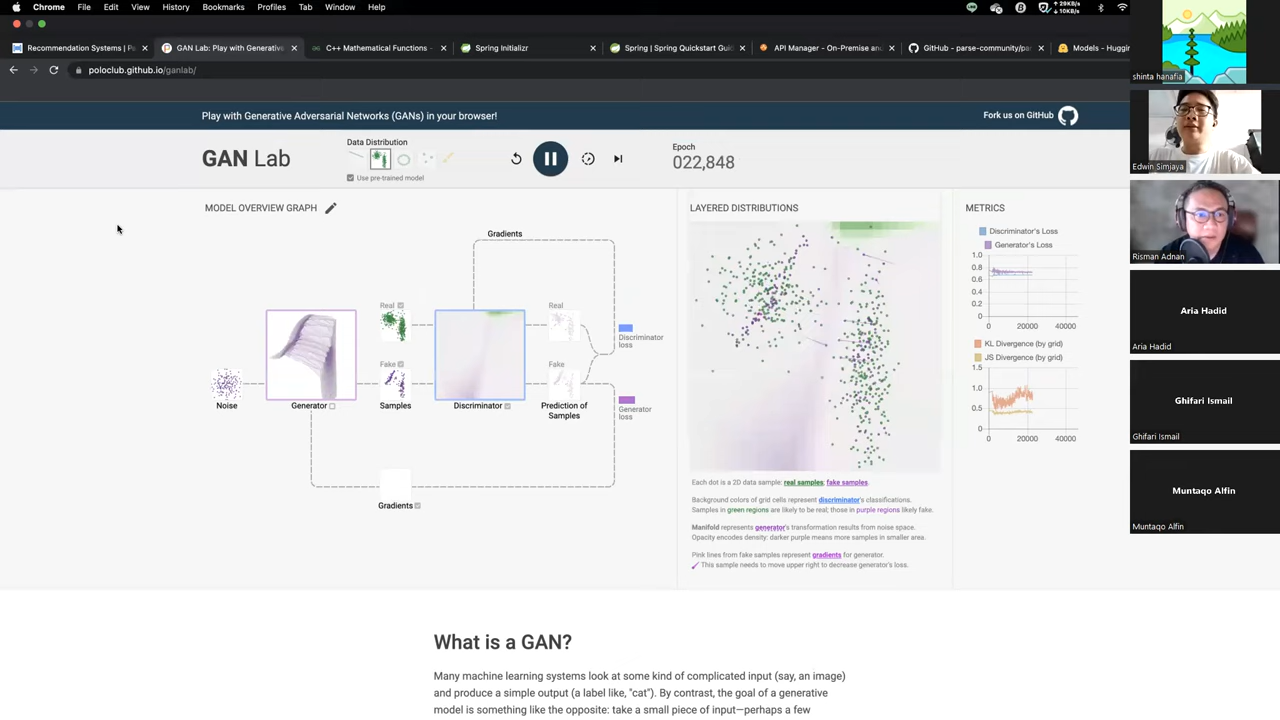 Chrome File Edit View History Bookmarks Profiles Tab Window Help
29KB/s
10KB/s
Recommendation Systems | Pa
GAN Lab: Play with Generative
C++ Mathematical Functions -
Spring Initializr
Spring | Spring Quickstart Gui
API Manager - On-Premise an
GitHub - parse-community/pa
Models - Huggin
poloclub.github.io/ganlab/
Play with Generative Adversarial Networks (GANs) in your browser!
Fork us on GitHub
GAN Lab
Data Distribution
Use pre-trained model
Epoch
022,848
MODEL OVERVIEW GRAPH
Gradients
Real
Real
Discriminator
loss
Fake
Fake
Noise
Generator
Samples
Discriminator
Prediction of
Samples
Generator
loss
Gradients
LAYERED DISTRIBUTIONS
Each dot is a 2D data sample: real samples; fake samples.
Background colors of grid cells represent discriminator's classifications.
Samples in green regions are likely to be real; those in purple regions likely fake.
Manifold represents generator's transformation results from noise space.
Opacity encodes density: darker purple means more samples in smaller area.
Pink lines from fake samples represent gradients for generator.
This sample needs to move upper right to decrease generator's loss.
METRICS
Discriminator's Loss
Generator's Loss
1.0
0.8
0.6
0.4
0.2
0
0 20000 40000
KL Divergence (by grid)
JS Divergence (by grid)
1.5
1.0
0.5
0
0 20000 40000
What is a GAN?
Many machine learning systems look at some kind of complicated input (say, an image)
and produce a simple output (a label like, "cat"). By contrast, the goal of a generative
model is something like the opposite: take a small piece of input—perhaps a few
shinta hanafia
Edwin Simjaya
Risman Adnan
Aria Hadid
Aria Hadid
Ghifari Ismail
Ghifari Ismail
Muntaqo Alfin
Muntaqo Alfin